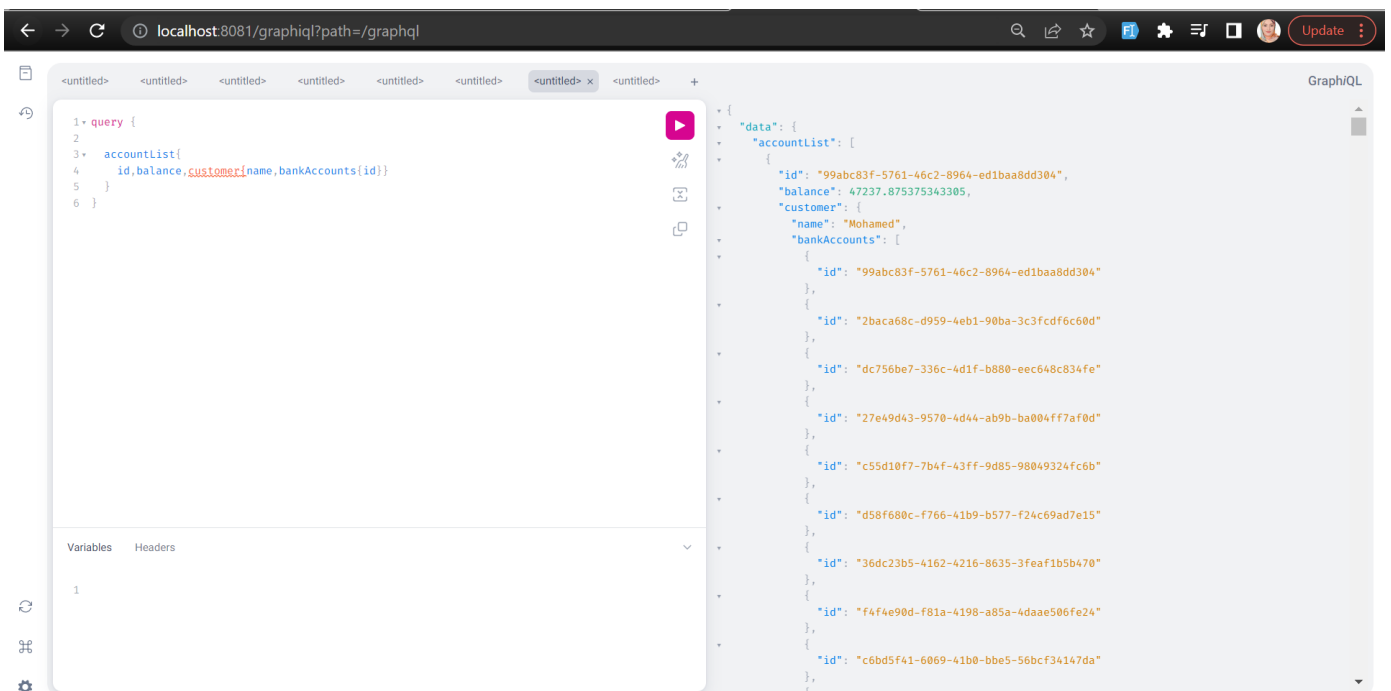 localhost:8081/graphiql?path=/graphql
Update
<untitled> <untitled> <untitled> <untitled> <untitled> <untitled> <untitled> × <untitled> +
GraphiQL
1 query {
2
3 accountList{
4 id,balance,customer{name,bankAccounts{id}}
5 }
6 }
Variables Headers
1
{
"data": {
"accountList": [
{
"id": "99abc83f-5761-46c2-8964-ed1baa8dd304",
"balance": 47237.875375343305,
"customer": {
"name": "Mohamed",
"bankAccounts": [
{
"id": "99abc83f-5761-46c2-8964-ed1baa8dd304"
},
{
"id": "2baca68c-d959-4eb1-90ba-3c3fcdf6c60d"
},
{
"id": "dc756be7-336c-4d1f-b880-eec648c834fe"
},
{
"id": "27e49d43-9570-4d44-ab9b-ba004ff7af0d"
},
{
"id": "c55d10f7-7b4f-43ff-9d85-98049324fc6b"
},
{
"id": "d58f680c-f766-41b9-b577-f24c69ad7e15"
},
{
"id": "36dc23b5-4162-4216-8635-3feaf1b5b470"
},
{
"id": "f4f4e90d-f81a-4198-a85a-4daae506fe24"
},
{
"id": "c6bd5f41-6069-41b0-bbe5-56bcf34147da"
},